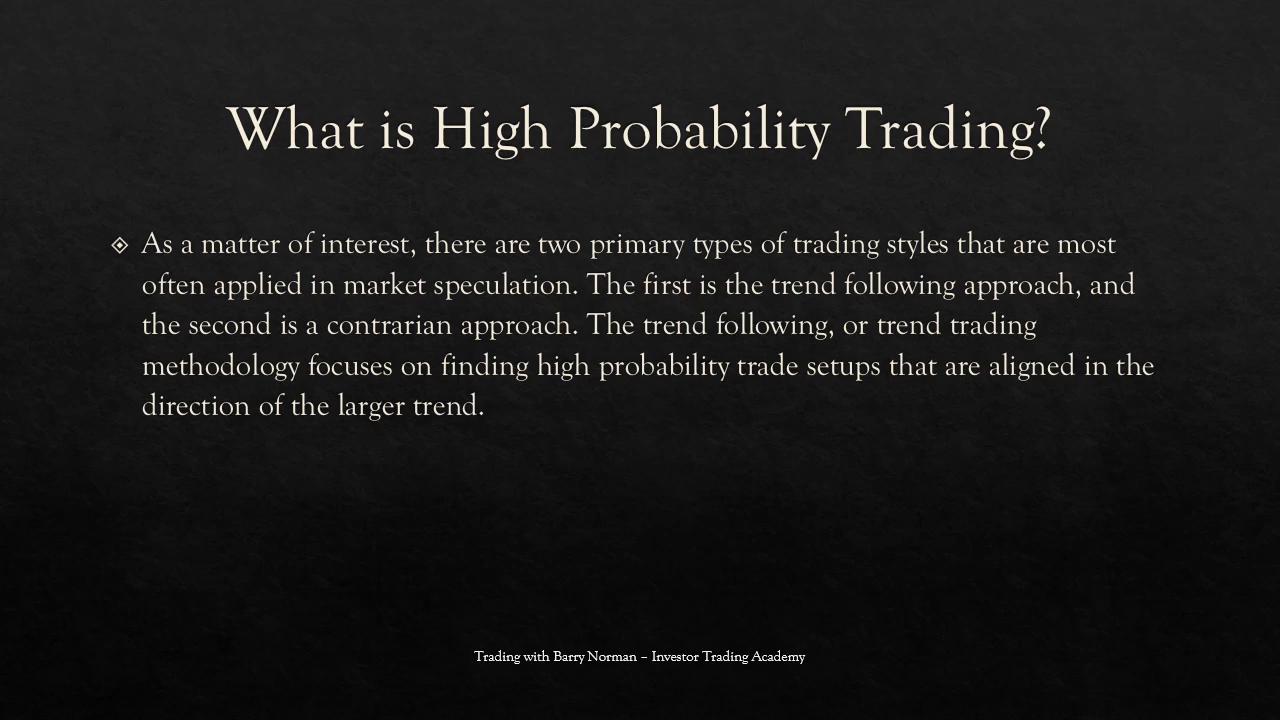 What is High Probability Trading?
As a matter of interest, there are two primary types of trading styles that are most
often applied in market speculation. The first is the trend following approach, and
the second is a contrarian approach. The trend following, or trend trading
methodology focuses on finding high probability trade setups that are aligned in the
direction of the larger trend.
Trading with Barry Norman – Investor Trading Academy